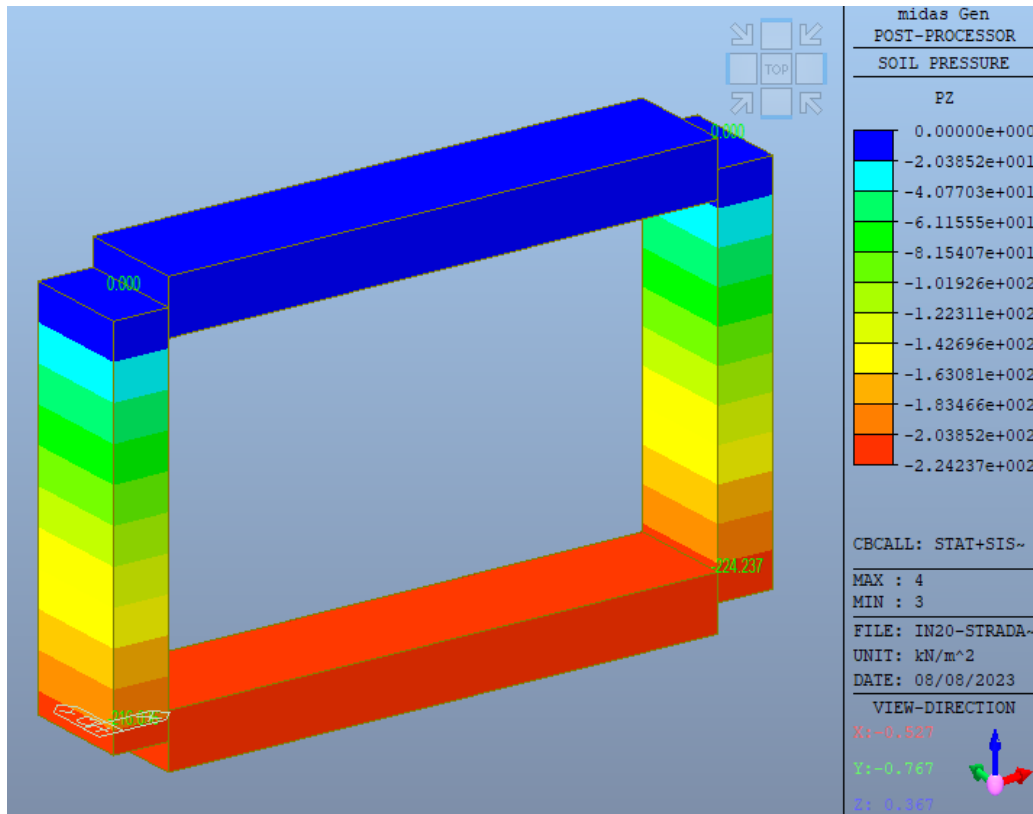 midas Gen
POST-PROCESSOR
SOIL PRESSURE
PZ
0.00000e+000
-2.03852e+001
-4.07703e+001
-6.11555e+001
-8.15407e+001
-1.01926e+002
-1.22311e+002
-1.42696e+002
-1.63081e+002
-1.83466e+002
-2.03852e+002
-2.24237e+002
CBCALL: STAT+SIS~
MAX : 4
MIN : 3
FILE: IN20-STRADA~
UNIT: kN/m^2
DATE: 08/08/2023
VIEW-DIRECTION
X:-0.527
Y:-0.767
Z: 0.367
TOP
0.000
0.000
-224.237